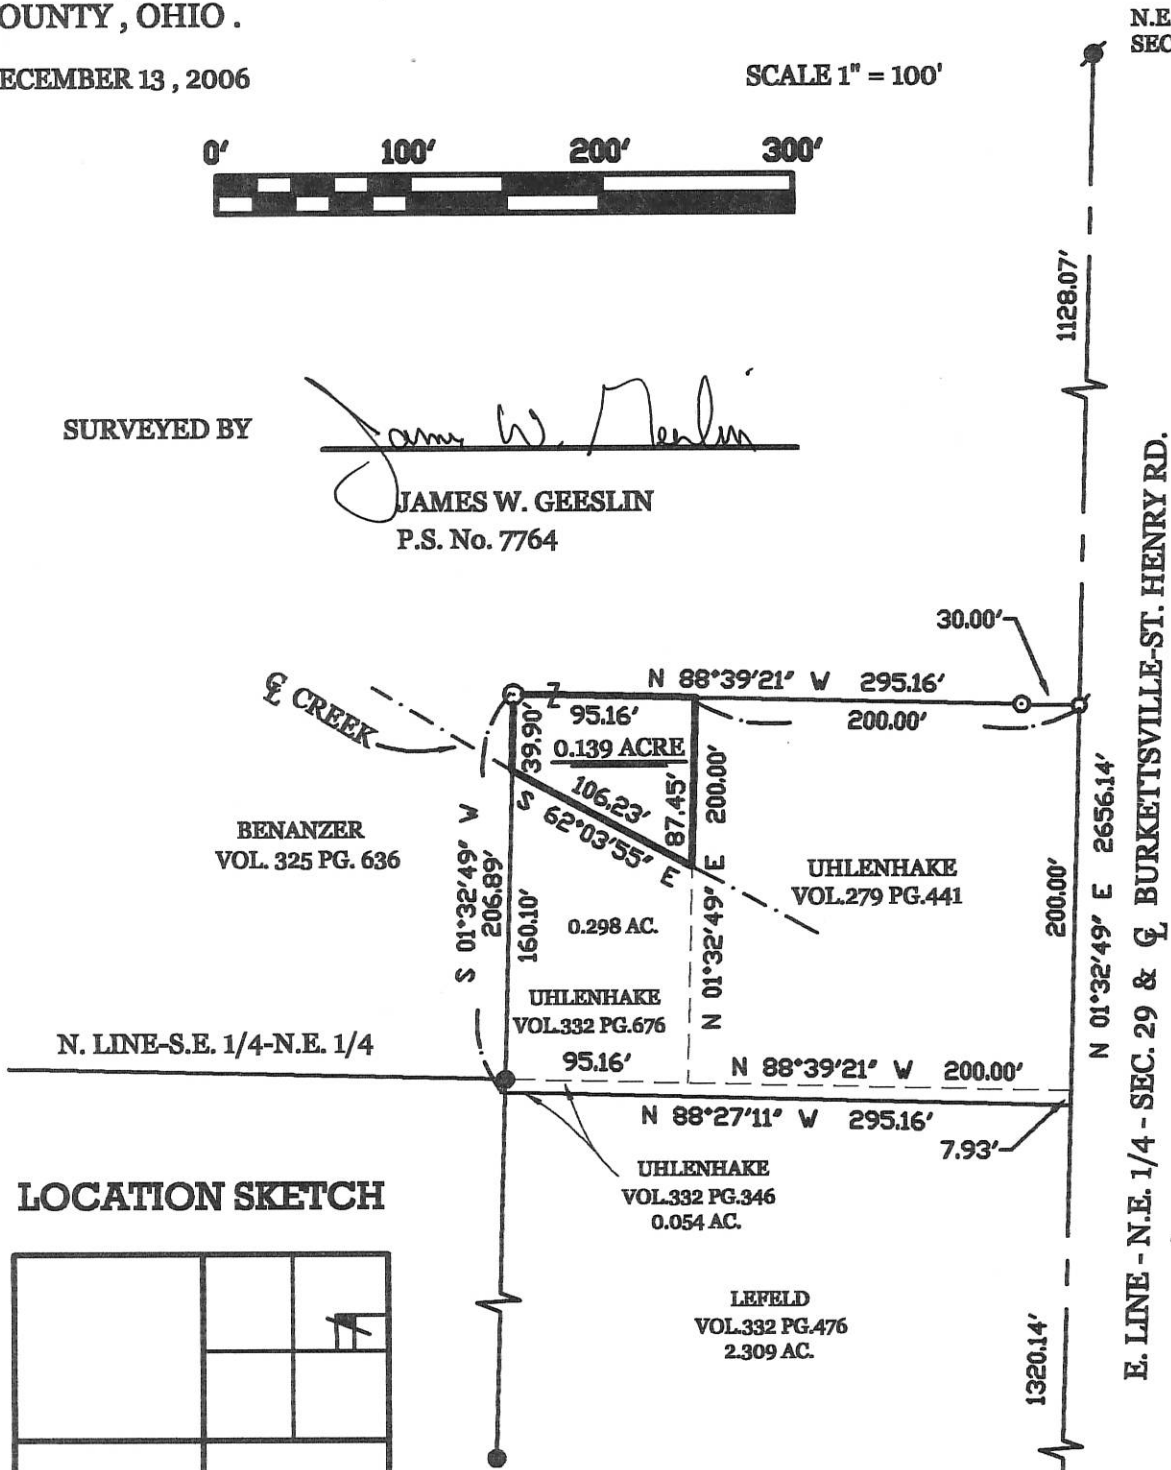 OUNTY , OHIO .
ECEMBER 13 , 2006
SCALE 1" = 100'
N.E
SEC
0' 100' 200' 300'
1128.07'
SURVEYED BY
James W. Geeslin
JAMES W. GEESLIN
P.S. No. 7764
30.00'
N 88°39'21" W 295.16'
℄ CREEK
Z
95.16'
200.00'
39.90'
0.139 ACRE
106.23'
S 62°03'55" E
87.45'
200.00'
N 01°32'49" E
BENANZER
VOL. 325 PG. 636
S 01°32'49" W
206.89'
160.10'
UHLENHAKE
VOL.279 PG.441
200.00'
N 01°32'49" E 2656.14'
E. LINE - N.E. 1/4 - SEC. 29 & ℄ BURKETTSVILLE-ST. HENRY RD.
0.298 AC.
UHLENHAKE
VOL.332 PG.676
N. LINE-S.E. 1/4-N.E. 1/4
95.16'
N 88°39'21" W 200.00'
N 88°27'11" W 295.16'
7.93'
UHLENHAKE
VOL.332 PG.346
0.054 AC.
LOCATION SKETCH
LEFELD
VOL.332 PG.476
2.309 AC.
1320.14'